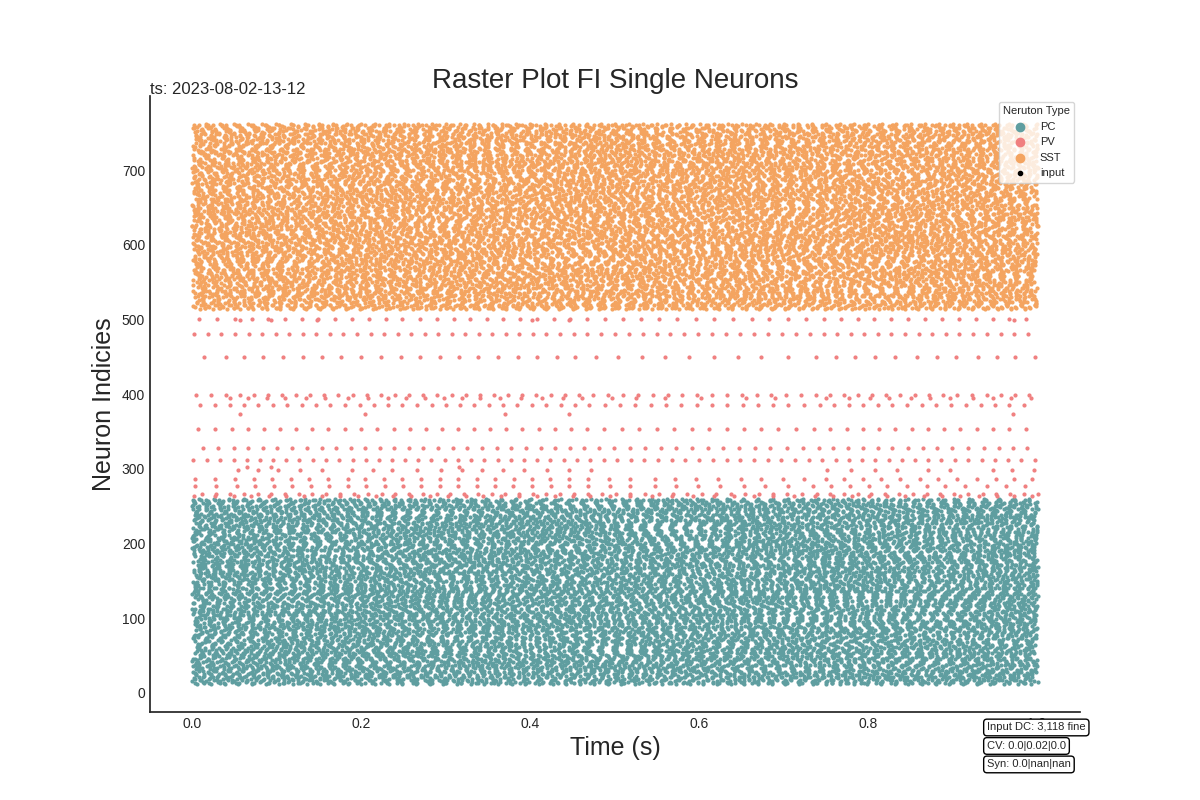 Raster Plot FI Single Neurons
ts: 2023-08-02-13-12
Neruton Type
PC
PV
SST
input
Neuron Indicies
700
600
500
400
300
200
100
0
0.0 0.2 0.4 0.6 0.8
Time (s)
Input DC: 3,118 fine
CV: 0.0|0.02|0.0
Syn: 0.0|nan|nan